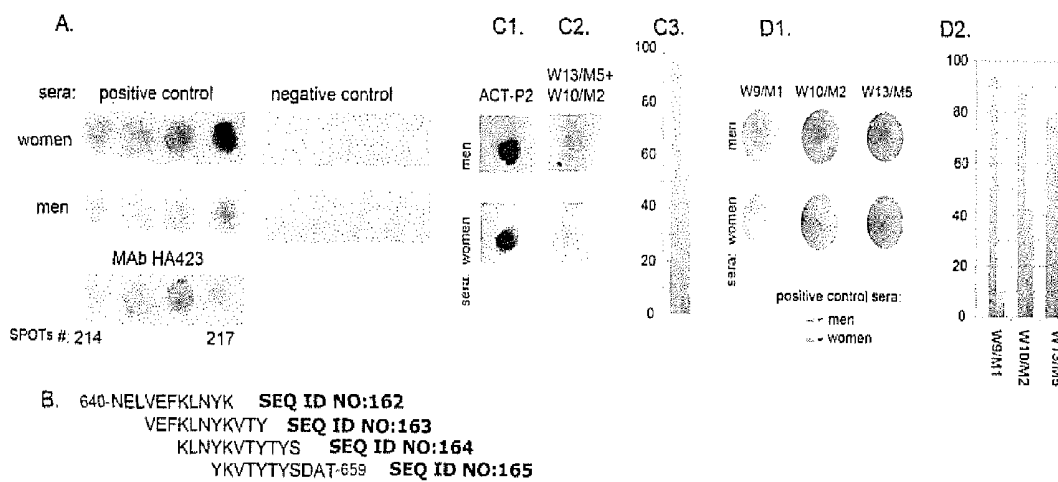 A.
sera: positive control negative control
women
men
MAb HA423
SPOTs #: 214 217
B. 640-NELVEFKLNYK SEQ ID NO:162
VEFKLNYKVTY SEQ ID NO:163
KLNYKVTYTYS SEQ ID NO:164
YKVTYTYSDAT-659 SEQ ID NO:165
C1. C2. C3.
ACT-P2 W13/M5+
W10/M2
men
sera: women
100
80
60
40
20
0
D1.
W9/M1 W10/M2 W13/M5
men
sera: women
positive control sera:
men
women
D2.
100
80
60
40
20
0
W9/M1
W10/M2
W13/M5